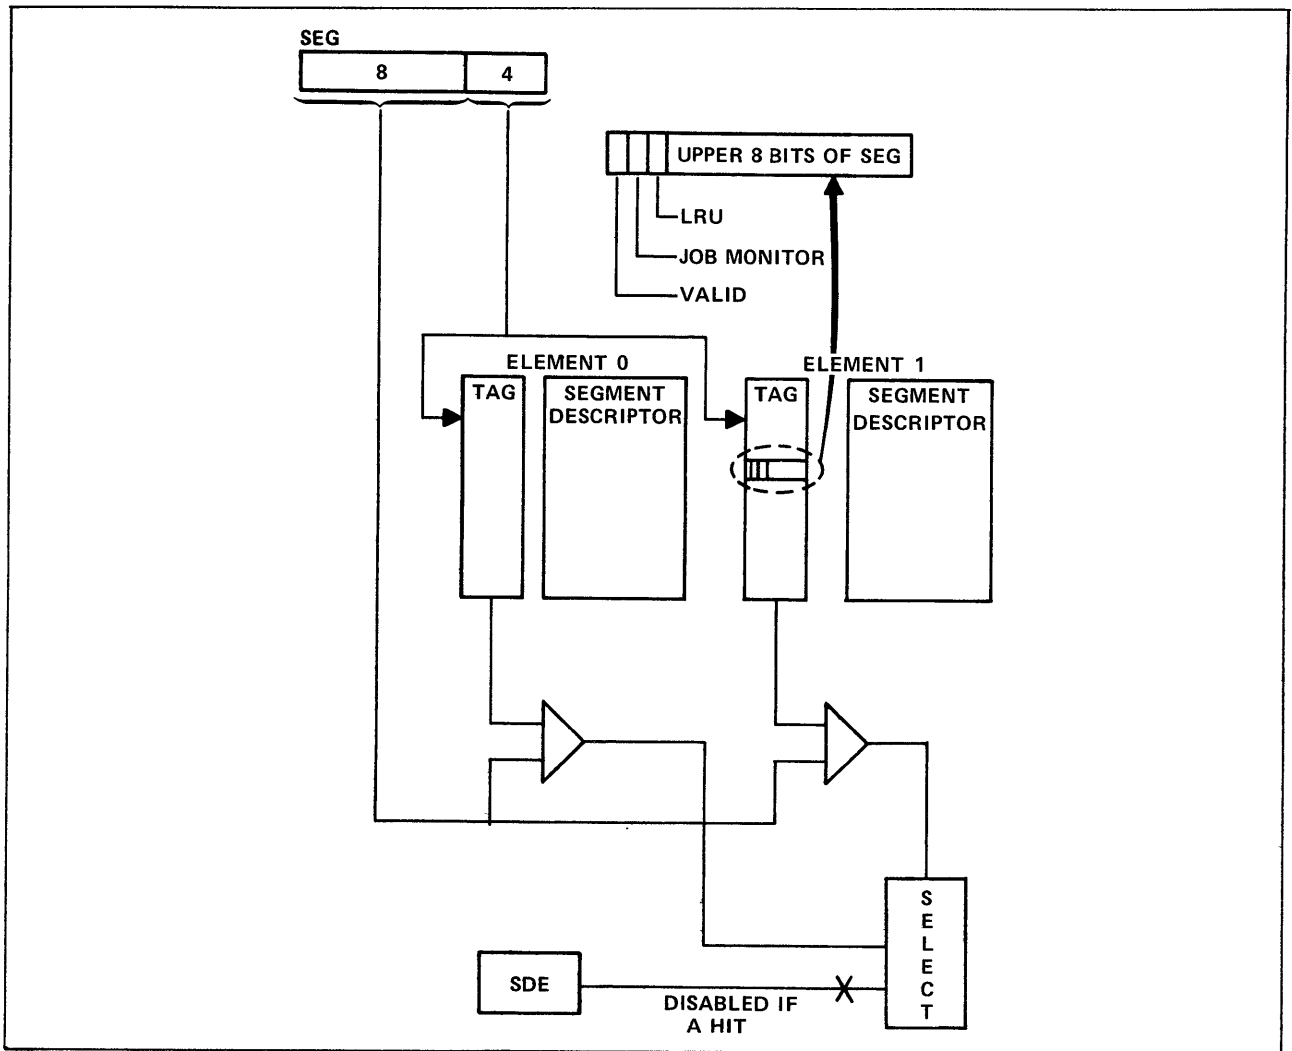 SEG
8 4
UPPER 8 BITS OF SEG
LRU
JOB MONITOR
VALID
ELEMENT 0
ELEMENT 1
TAG
SEGMENT
DESCRIPTOR
TAG
SEGMENT
DESCRIPTOR
SELECT
SDE
DISABLED IF
A HIT